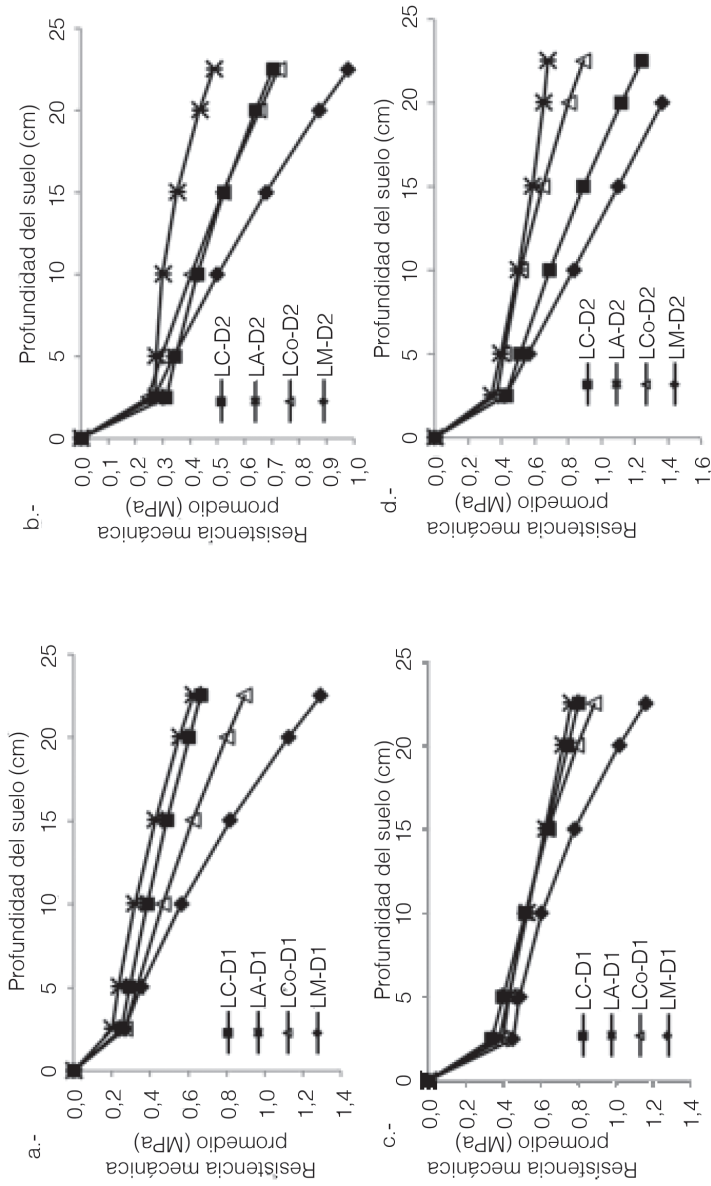 a.-
Profundidad del suelo (cm)
0 5 10 15 20 25
0,0
0,2
0,4
0,6
0,8
1,0
1,2
1,4
Resistencia mecánica
promedio (MPa)
LC-D1
LA-D1
LCo-D1
LM-D1
b.-
Profundidad del suelo (cm)
0 5 10 15 20 25
0,0
0,1
0,2
0,3
0,4
0,5
0,6
0,7
0,8
0,9
1,0
Resistencia mecánica
promedio (MPa)
LC-D2
LA-D2
LCo-D2
LM-D2
c.-
Profundidad del suelo (cm)
0 5 10 15 20 25
0,0
0,2
0,4
0,6
0,8
1,0
1,2
1,4
Resistencia mecánica
promedio (MPa)
LC-D1
LA-D1
LCo-D1
LM-D1
d.-
Profundidad del suelo (cm)
0 5 10 15 20 25
0,0
0,2
0,4
0,6
0,8
1,0
1,2
1,4
1,6
Resistencia mecánica
promedio (MPa)
LC-D2
LA-D2
LCo-D2
LM-D2